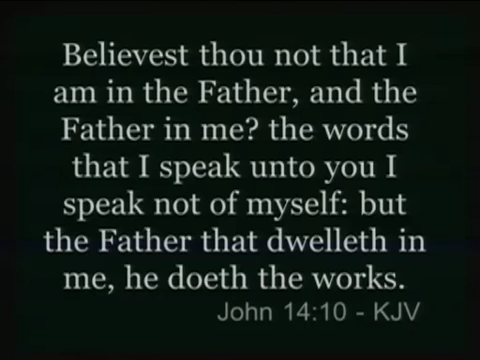 Believest thou not that I
am in the Father, and the
Father in me? the words
that I speak unto you I
speak not of myself: but
the Father that dwelleth in
me, he doeth the works.
John 14:10 - KJV